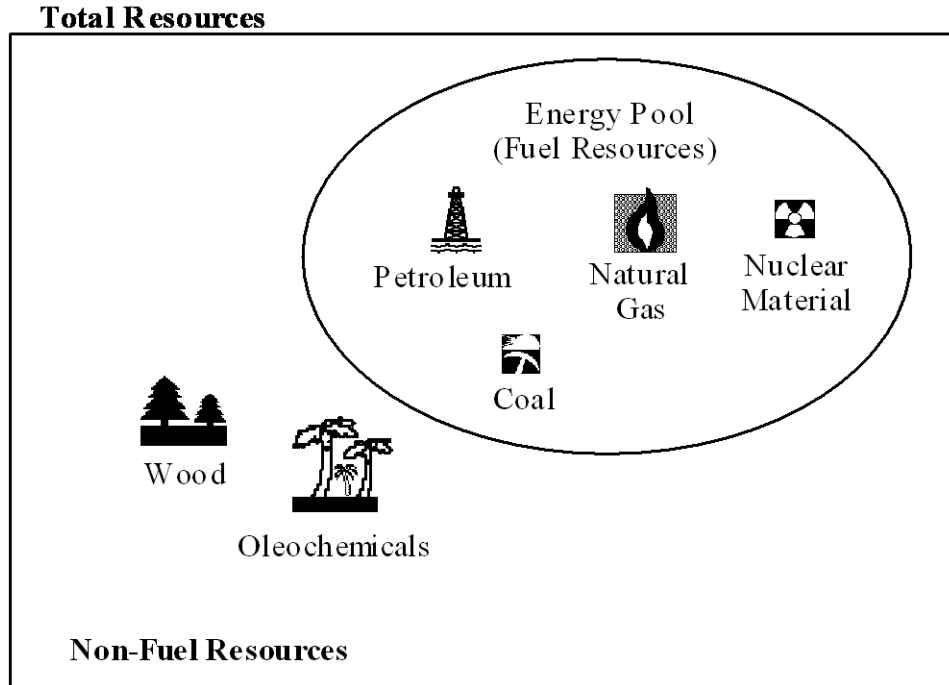 Total Resources
Energy Pool
(Fuel Resources)
Petroleum
Natural
Gas
Nuclear
Material
Coal
Wood
Oleochemicals
Non-Fuel Resources